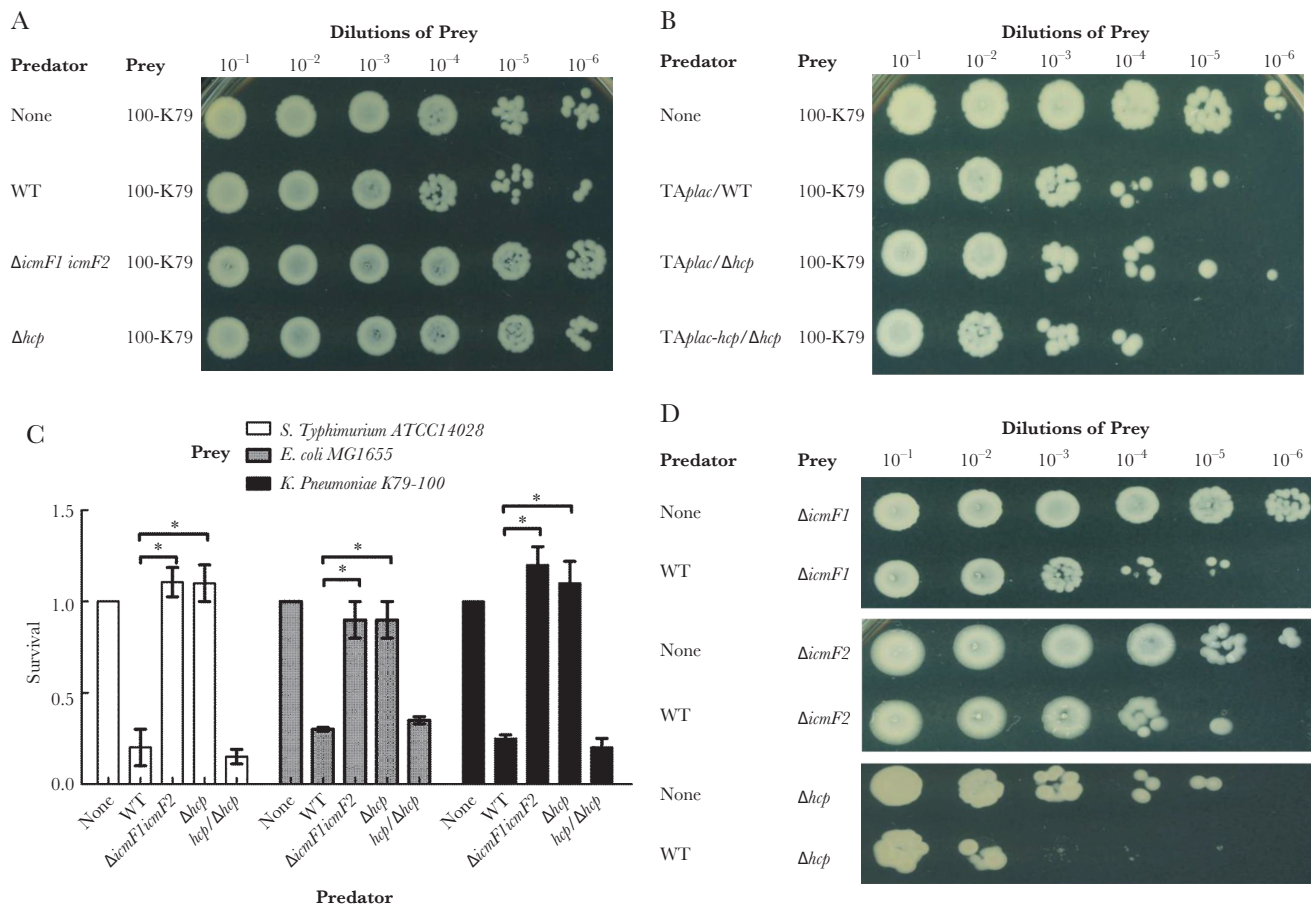 A
Dilutions of Prey
Predator Prey 10⁻¹ 10⁻² 10⁻³ 10⁻⁴ 10⁻⁵ 10⁻⁶
None 100-K79
WT 100-K79
ΔicmF1 icmF2 100-K79
Δhcp 100-K79
B
Dilutions of Prey
Predator Prey 10⁻¹ 10⁻² 10⁻³ 10⁻⁴ 10⁻⁵ 10⁻⁶
None 100-K79
TAplac/WT 100-K79
TAplac/Δhcp 100-K79
TAplac-hcp/Δhcp 100-K79
C
Prey
S. Typhimurium ATCC14028
E. coli MG1655
K. Pneumoniae K79-100
Survival
1.5
1.0
0.5
0.0
* * * * * *
None WT ΔicmF1icmF2 Δhcp hcp/Δhcp None WT ΔicmF1icmF2 Δhcp hcp/Δhcp None WT ΔicmF1icmF2 Δhcp hcp/Δhcp
Predator
D
Dilutions of Prey
Predator Prey 10⁻¹ 10⁻² 10⁻³ 10⁻⁴ 10⁻⁵ 10⁻⁶
None ΔicmF1
WT ΔicmF1
None ΔicmF2
WT ΔicmF2
None Δhcp
WT Δhcp